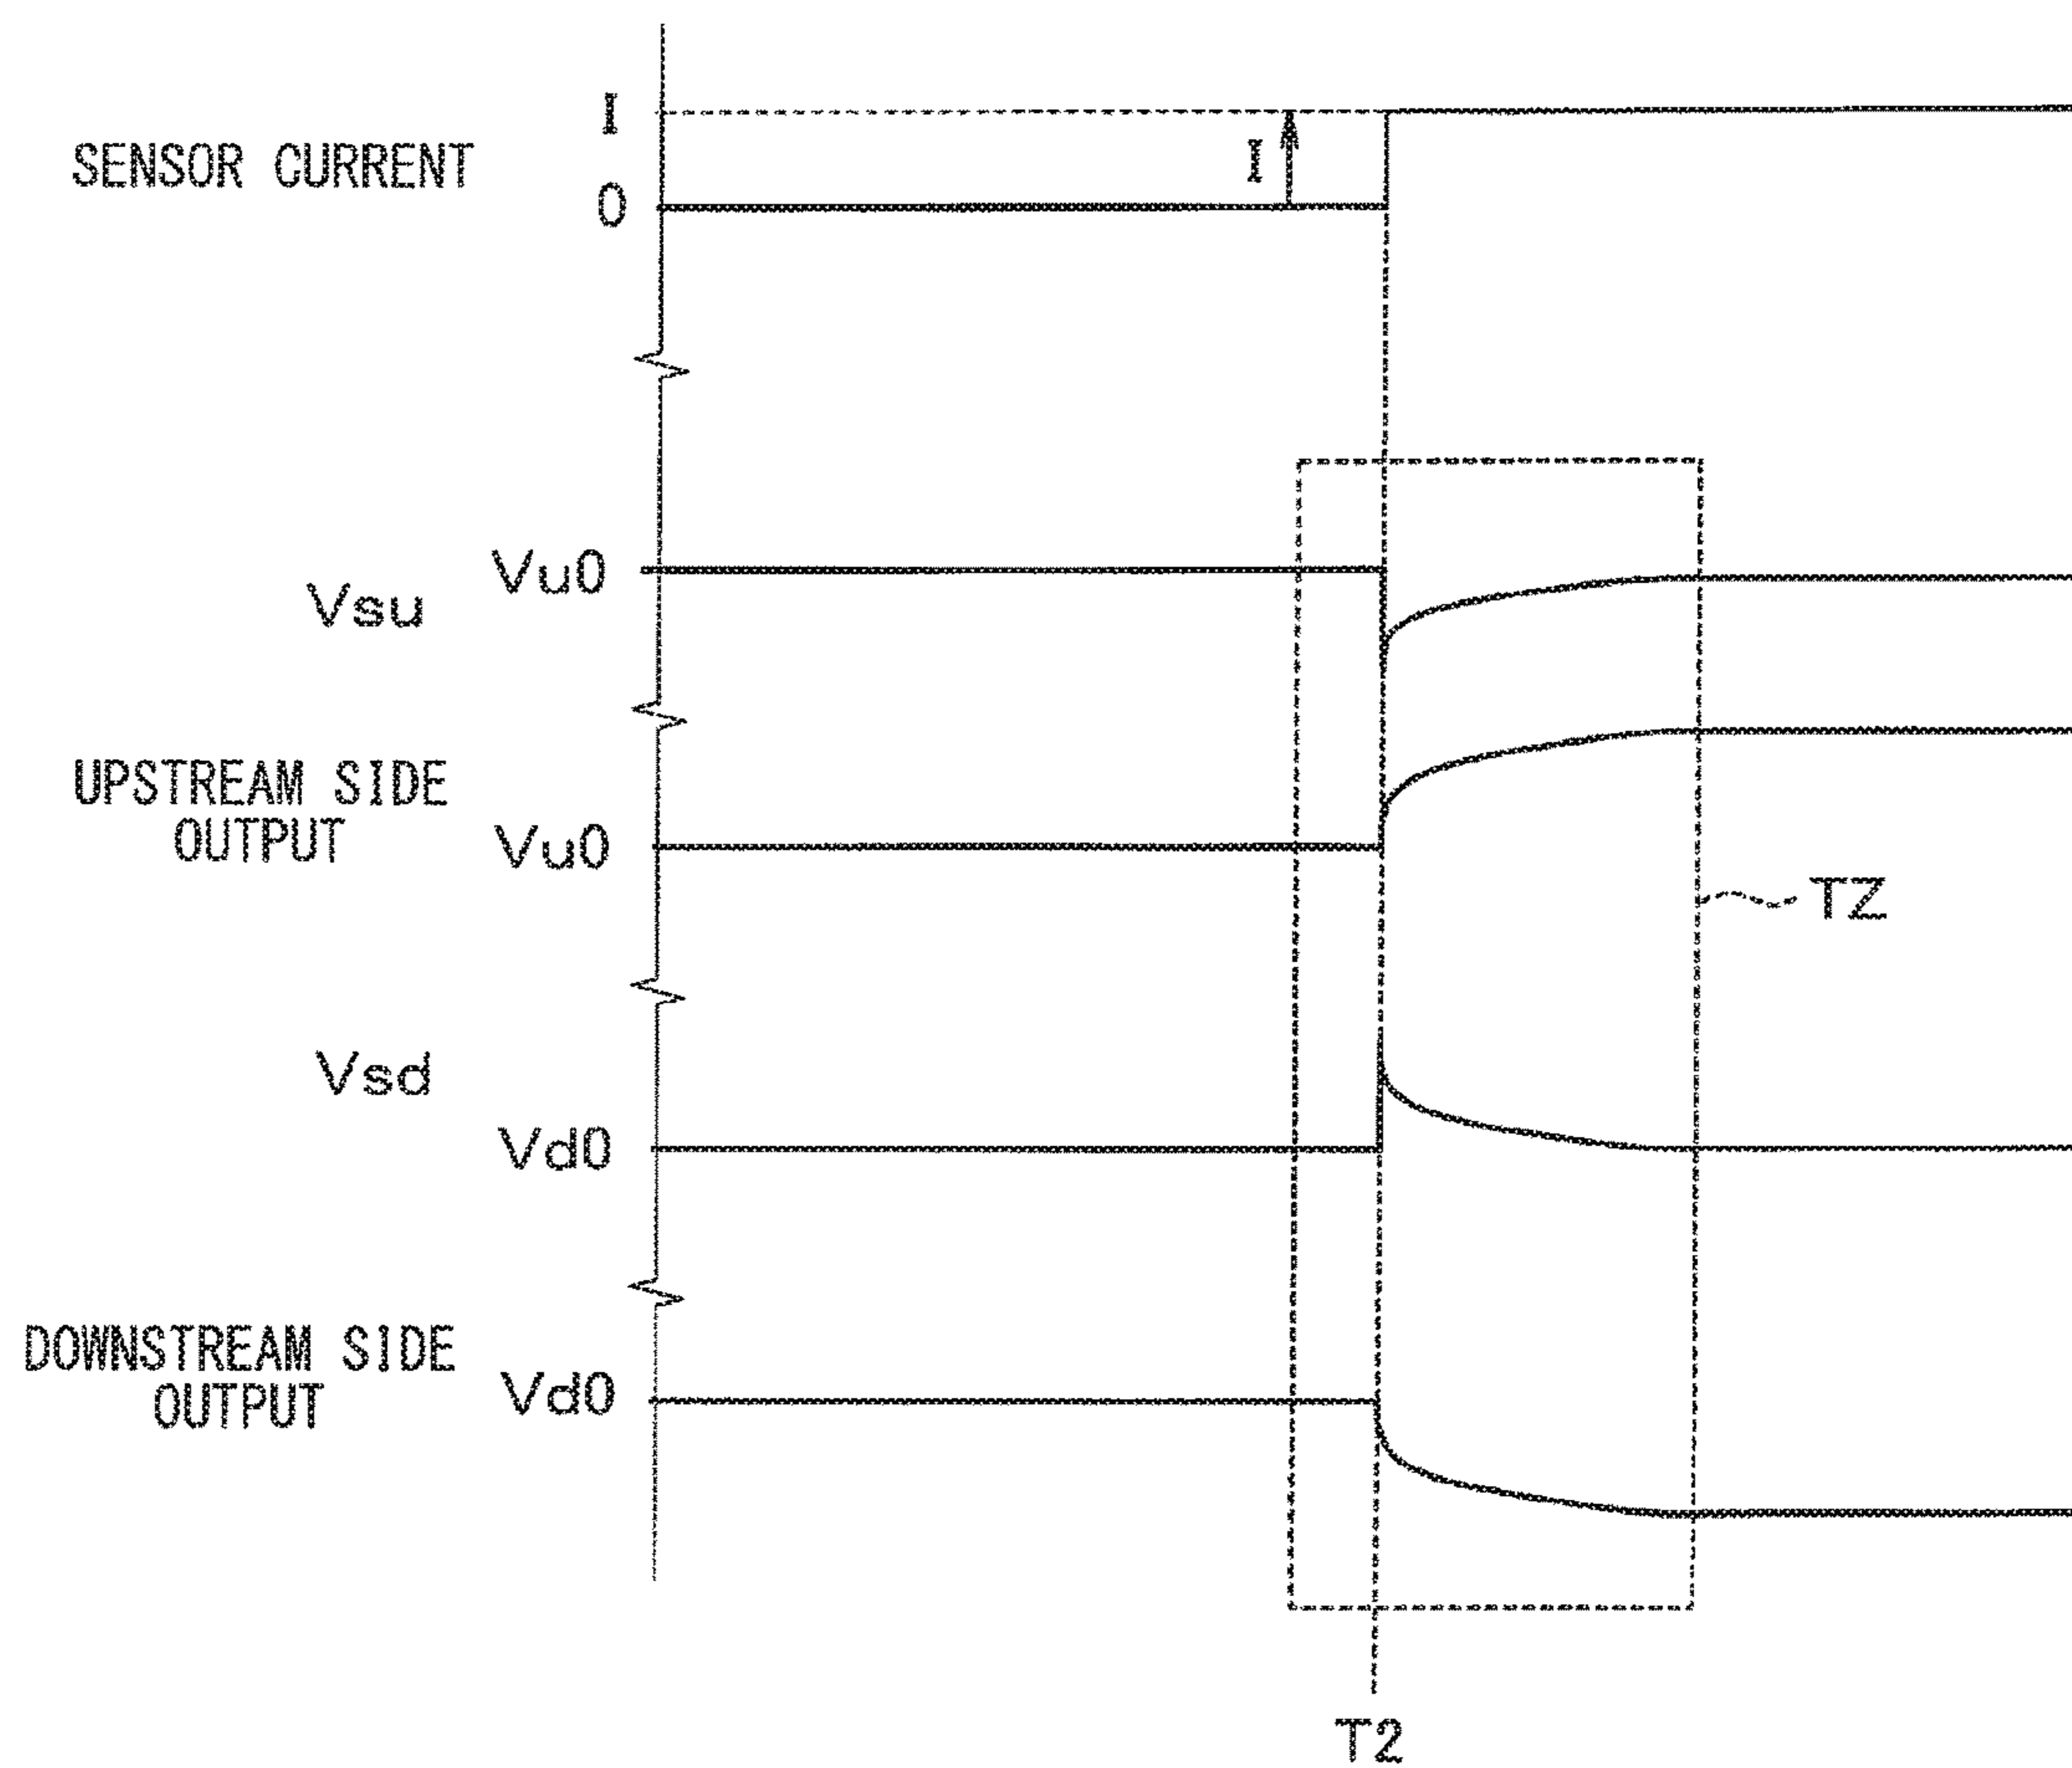 I
SENSOR CURRENT
I
0
Vu0
Vsu
UPSTREAM SIDE
OUTPUT
Vu0
TZ
Vsd
Vd0
DOWNSTREAM SIDE
OUTPUT
Vd0
T2